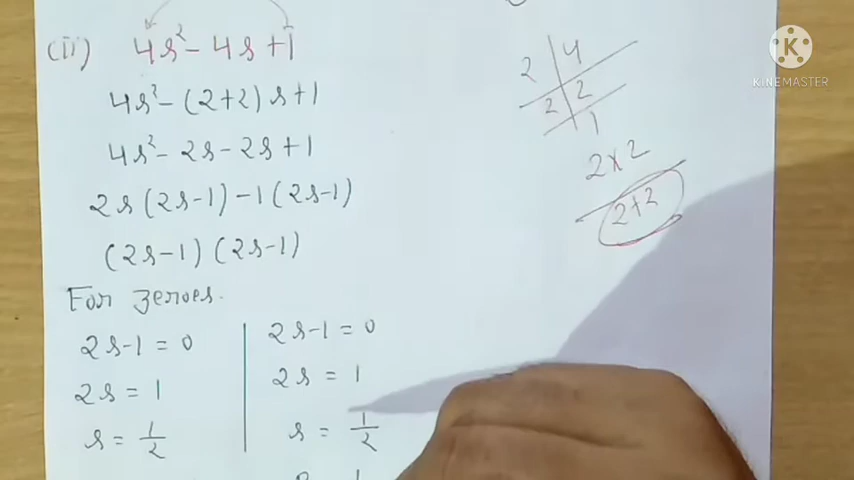 (ii) 4s² - 4s + 1
4s² - (2+2) s + 1
4s² - 2s - 2s + 1
2s (2s-1) - 1 (2s-1)
(2s-1) (2s-1)
For zeroes.
2s-1 = 0
2s = 1
s = 1/2
2s-1 = 0
2s = 1
s = 1/2
2 4
2 2
1
2×2
2+2
K
KINEMASTER